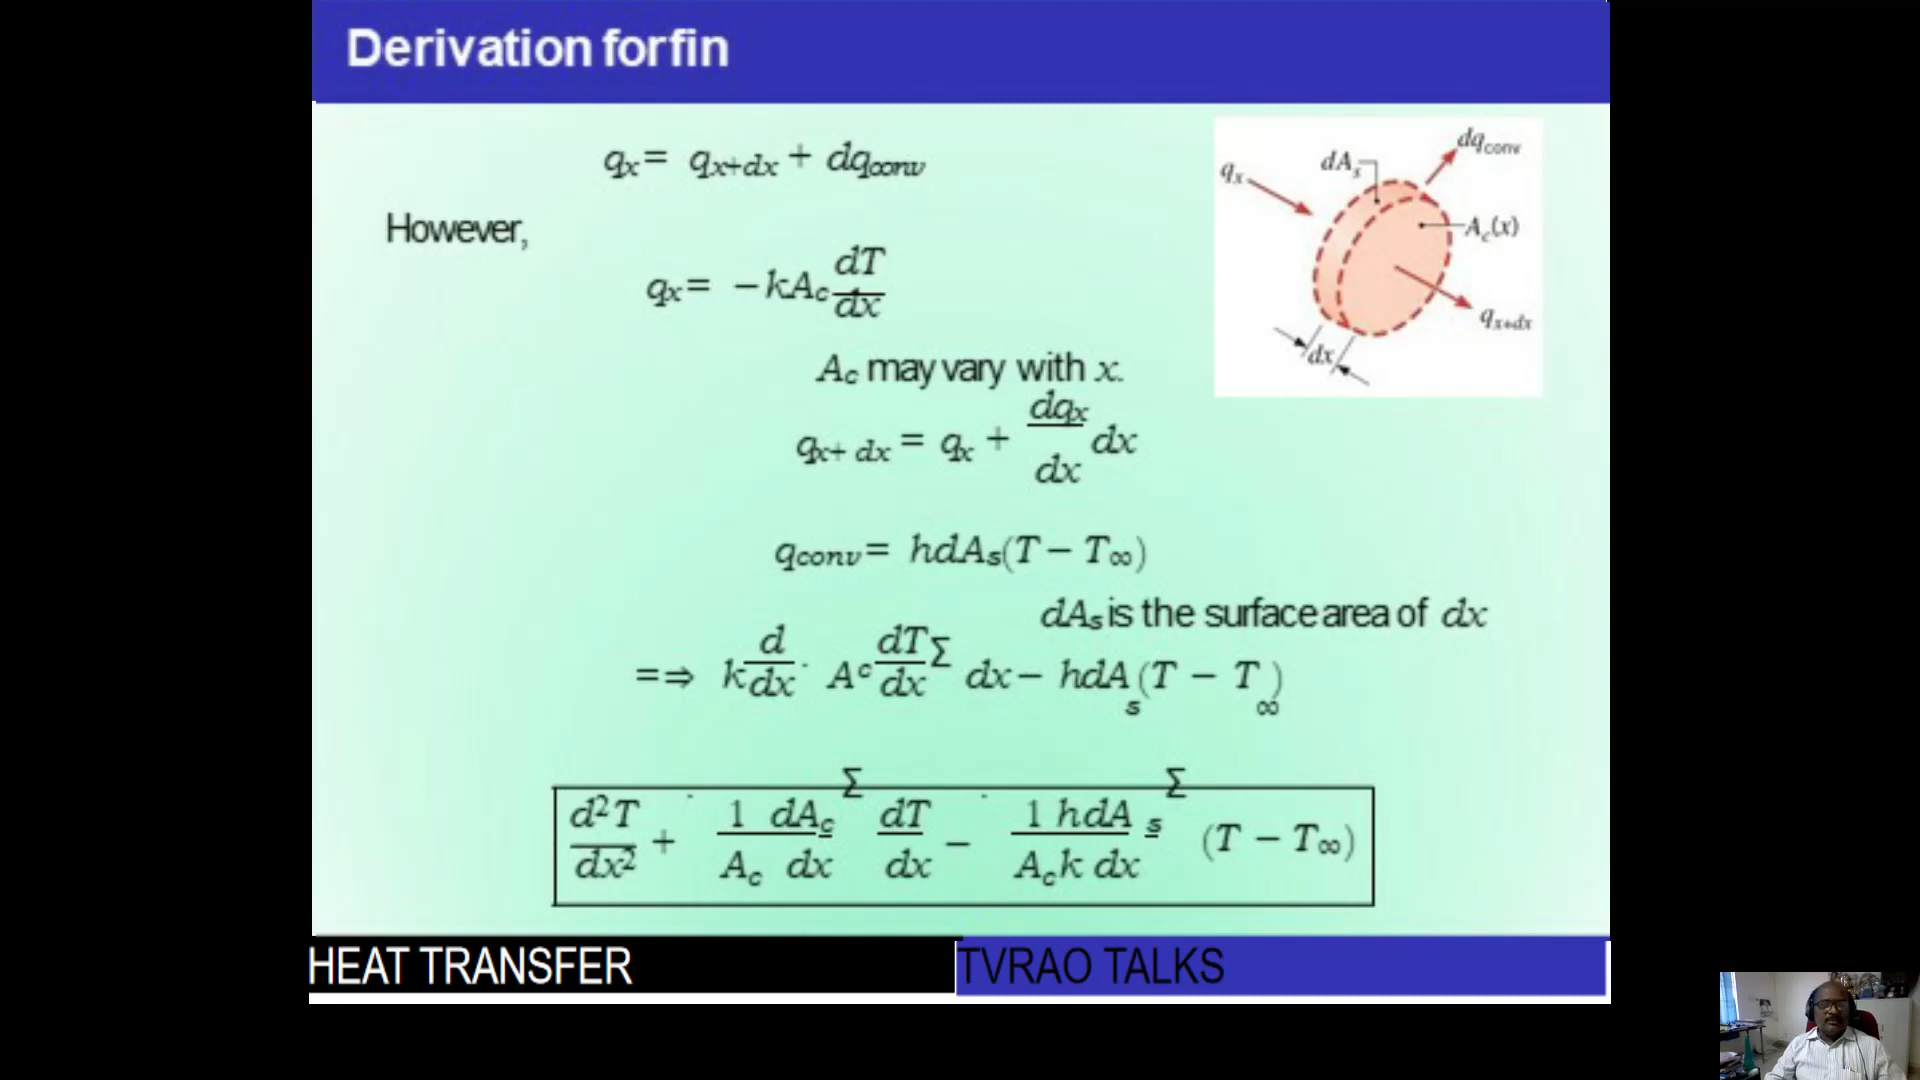 Derivation forfin
qx = qx+dx + dqconv
However,
qx = −kAc dT/dx
Ac may vary with x.
qx+ dx = qx + dqx/dx dx
qconv = hdAs(T − T∞)
dAs is the surface area of dx
=⇒ k d/dx · Ac dT/dx Σ dx − hdAs(T − T∞)
d²T/dx² + · 1/Ac dAc/dx Σ dT/dx − · 1/Ac hdAs/k dx Σ (T − T∞)
qx
dAs
dqconv
Ac(x)
qx+dx
dx
HEAT TRANSFER
TVRAO TALKS